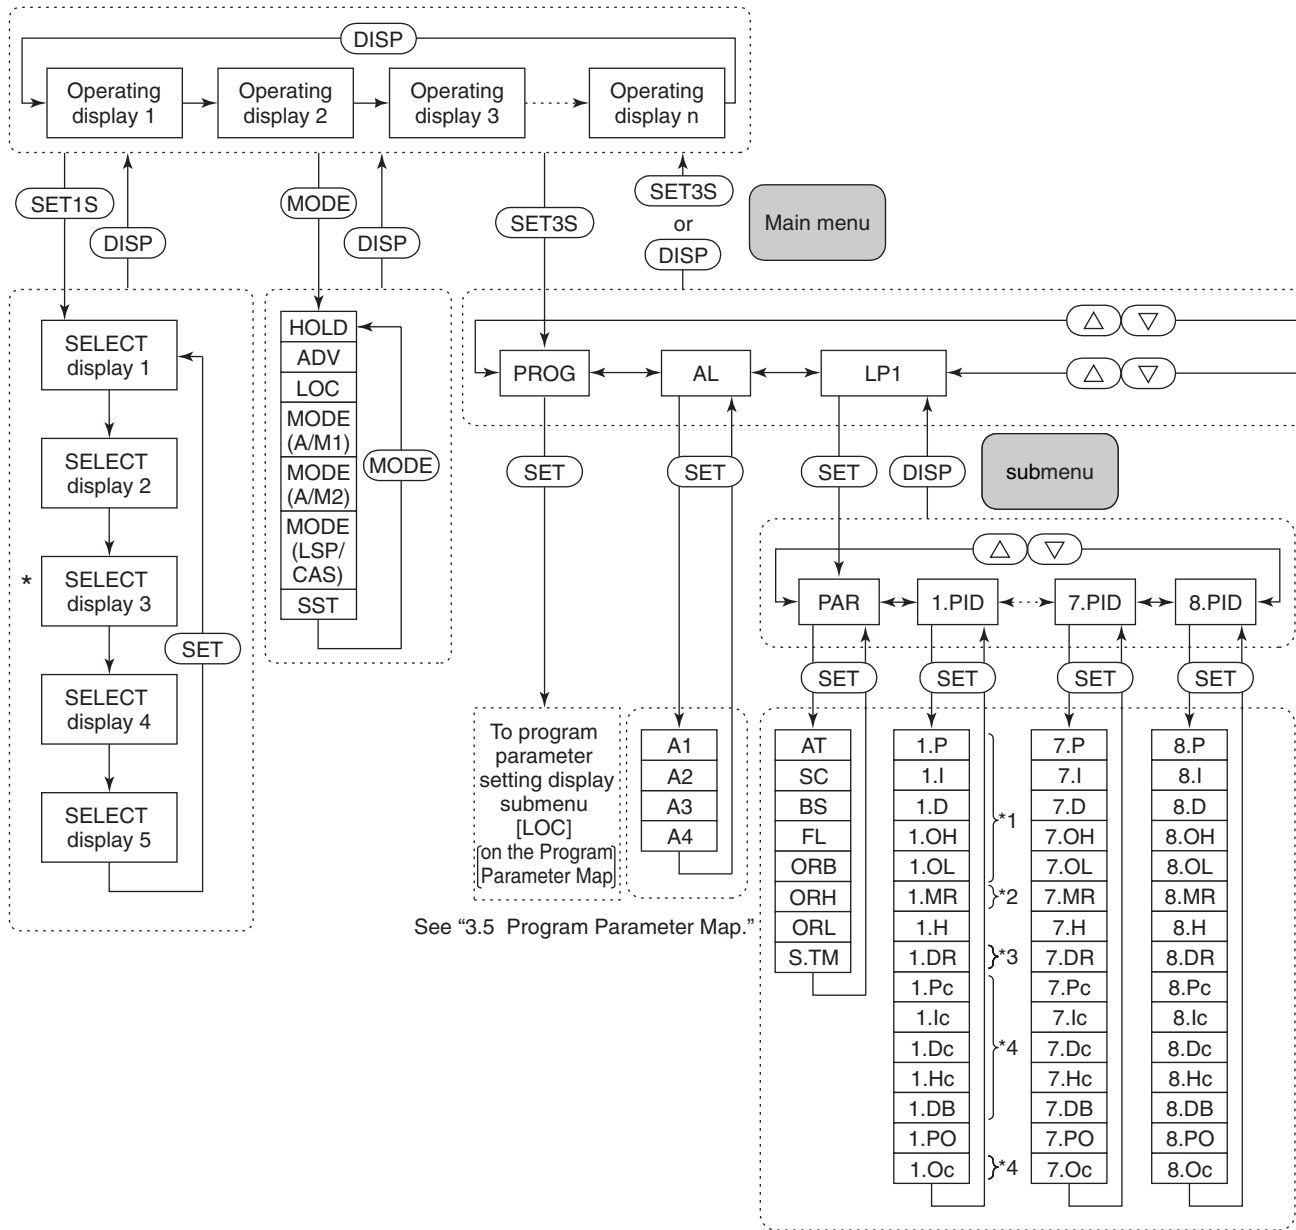 DISP
Operating
display 1
Operating
display 2
Operating
display 3
Operating
display n
SET1S
DISP
MODE
DISP
SET3S
SET3S
or
DISP
Main menu
SELECT
display 1
SELECT
display 2
*
SELECT
display 3
SELECT
display 4
SELECT
display 5
SET
HOLD
ADV
LOC
MODE
(A/M1)
MODE
(A/M2)
MODE
(LSP/
CAS)
SST
MODE
△ ▽
PROG
AL
LP1
△ ▽
SET
SET
SET
DISP
submenu
△ ▽
PAR
1.PID
7.PID
8.PID
SET
SET
SET
SET
To program
parameter
setting display
submenu
[LOC]
[on the Program
Parameter Map]
See “3.5 Program Parameter Map.”
A1
A2
A3
A4
AT
SC
BS
FL
ORB
ORH
ORL
S.TM
1.P
1.I
1.D
1.OH
1.OL
1.MR
1.H
1.DR
1.Pc
1.Ic
1.Dc
1.Hc
1.DB
1.PO
1.Oc
*1
*2
*3
*4
*4
7.P
7.I
7.D
7.OH
7.OL
7.MR
7.H
7.DR
7.Pc
7.Ic
7.Dc
7.Hc
7.DB
7.PO
7.Oc
8.P
8.I
8.D
8.OH
8.OL
8.MR
8.H
8.DR
8.Pc
8.Ic
8.Dc
8.Hc
8.DB
8.PO
8.Oc